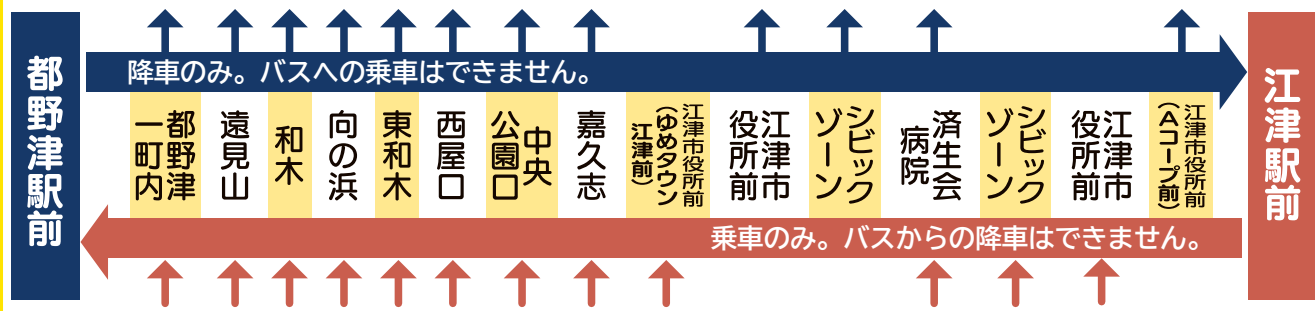 都野津駅前
降車のみ。バスへの乗車はできません。
都野津
一町内
遠見山
和木
向の浜
東和木
西屋口
中央
公園口
嘉久志
江津市役所前
（ゆめタウン
江津前）
江津市
役所前
シビック
ゾーン
済生会
病院
シビック
ゾーン
江津市
役所前
江津市役所前
（Aコープ前）
乗車のみ。バスからの降車はできません。
江津駅前